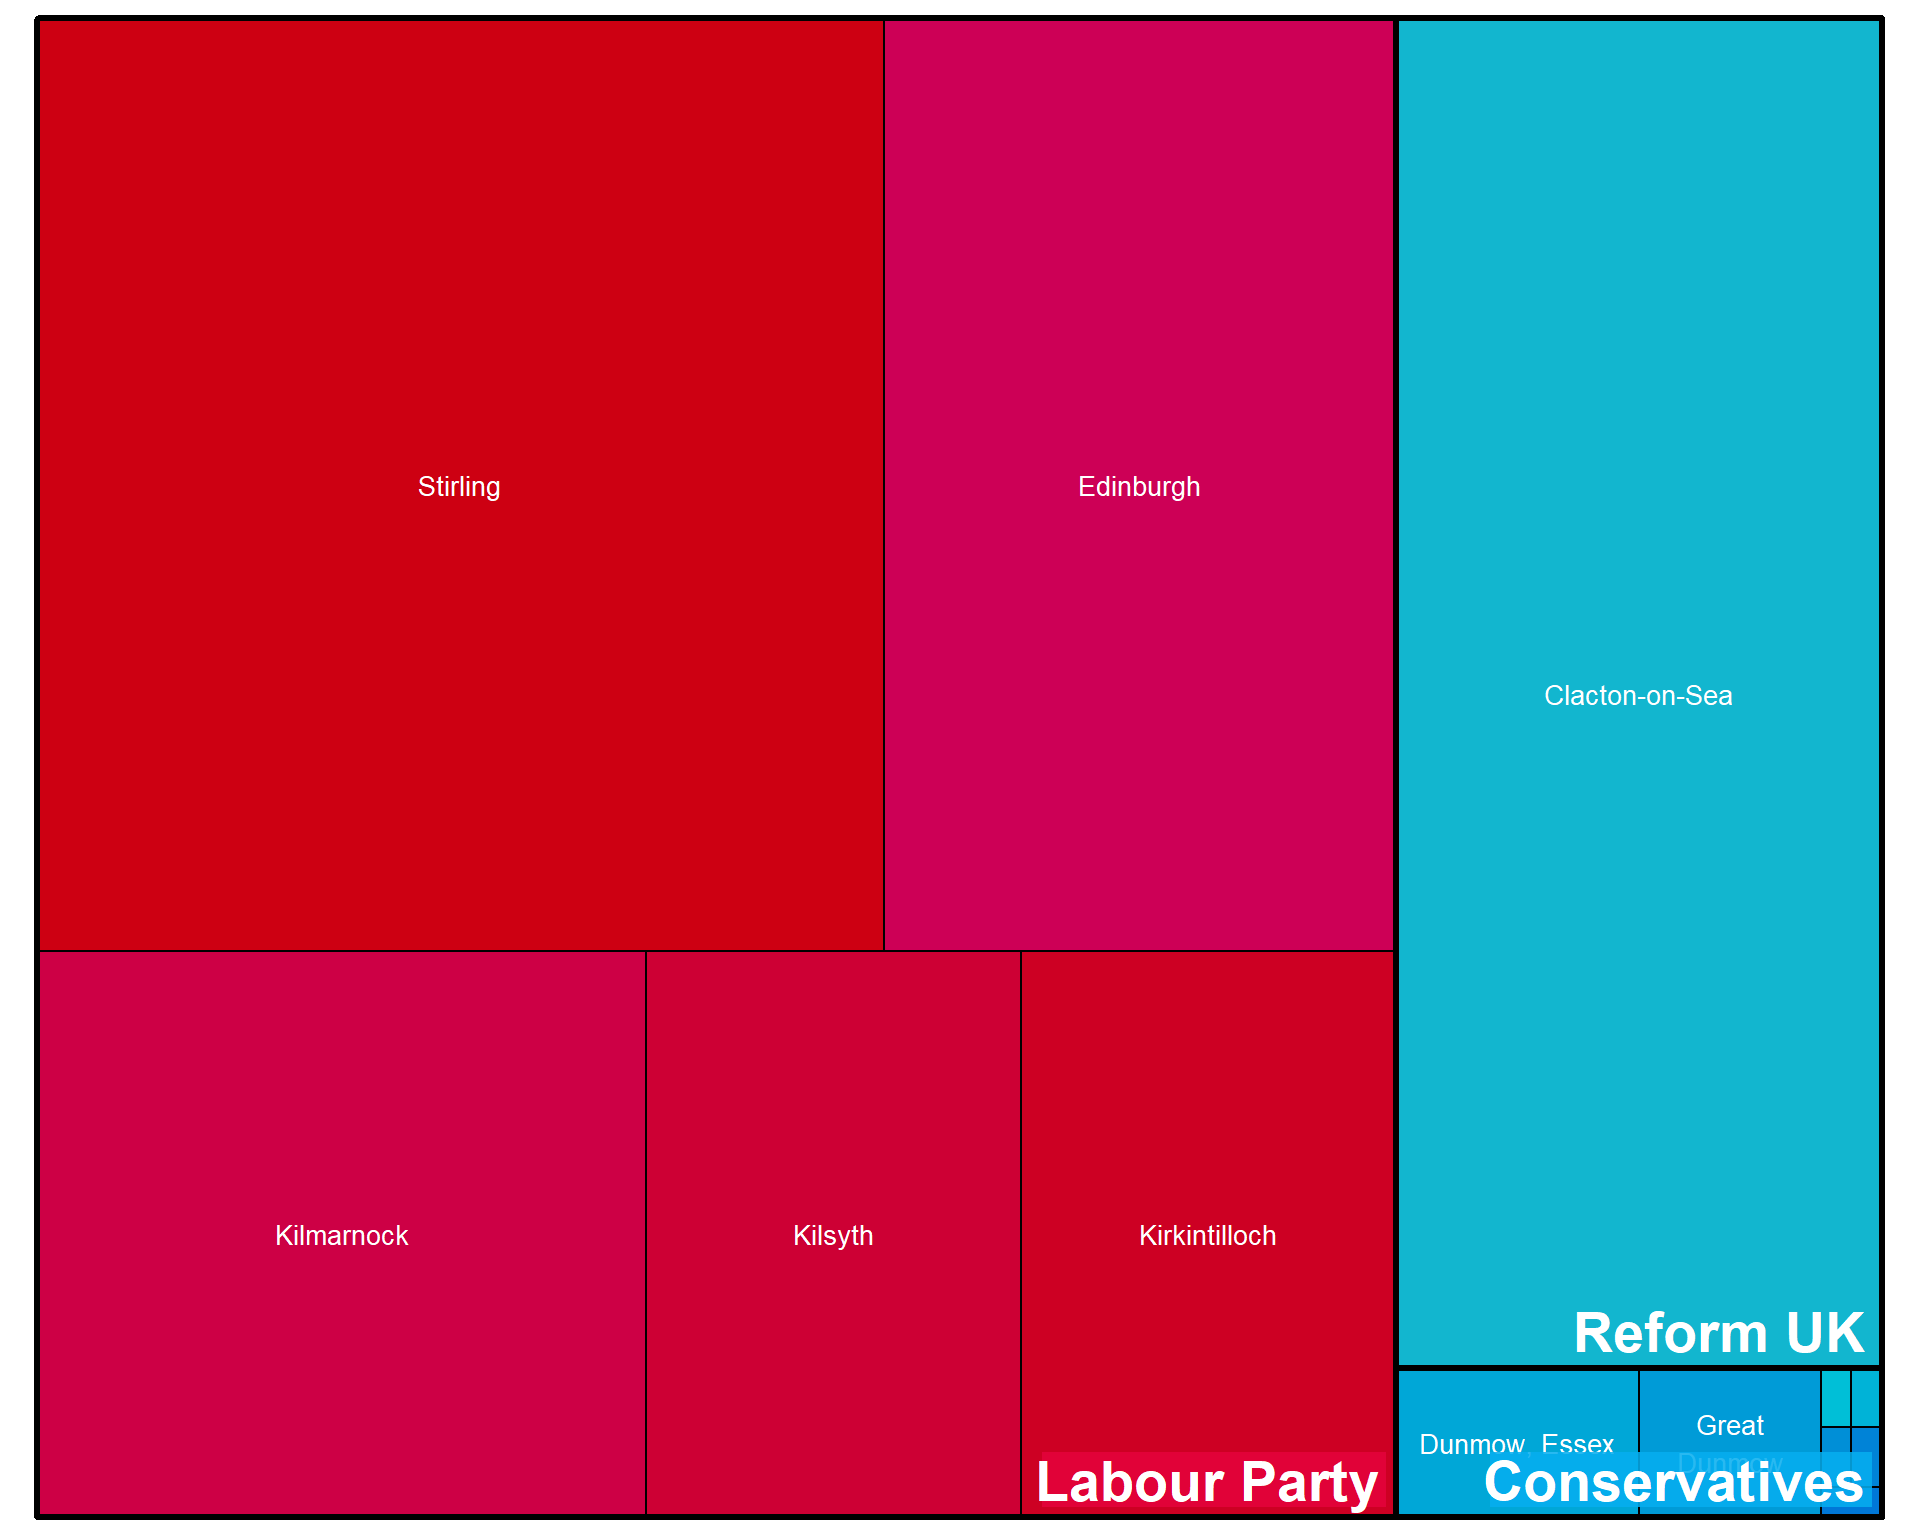 Stirling
Edinburgh
Clacton-on-Sea
Kilmarnock
Kilsyth
Kirkintilloch
Reform UK
Dunmow, Essex
Great
Dunmow
Labour Party
Conservatives